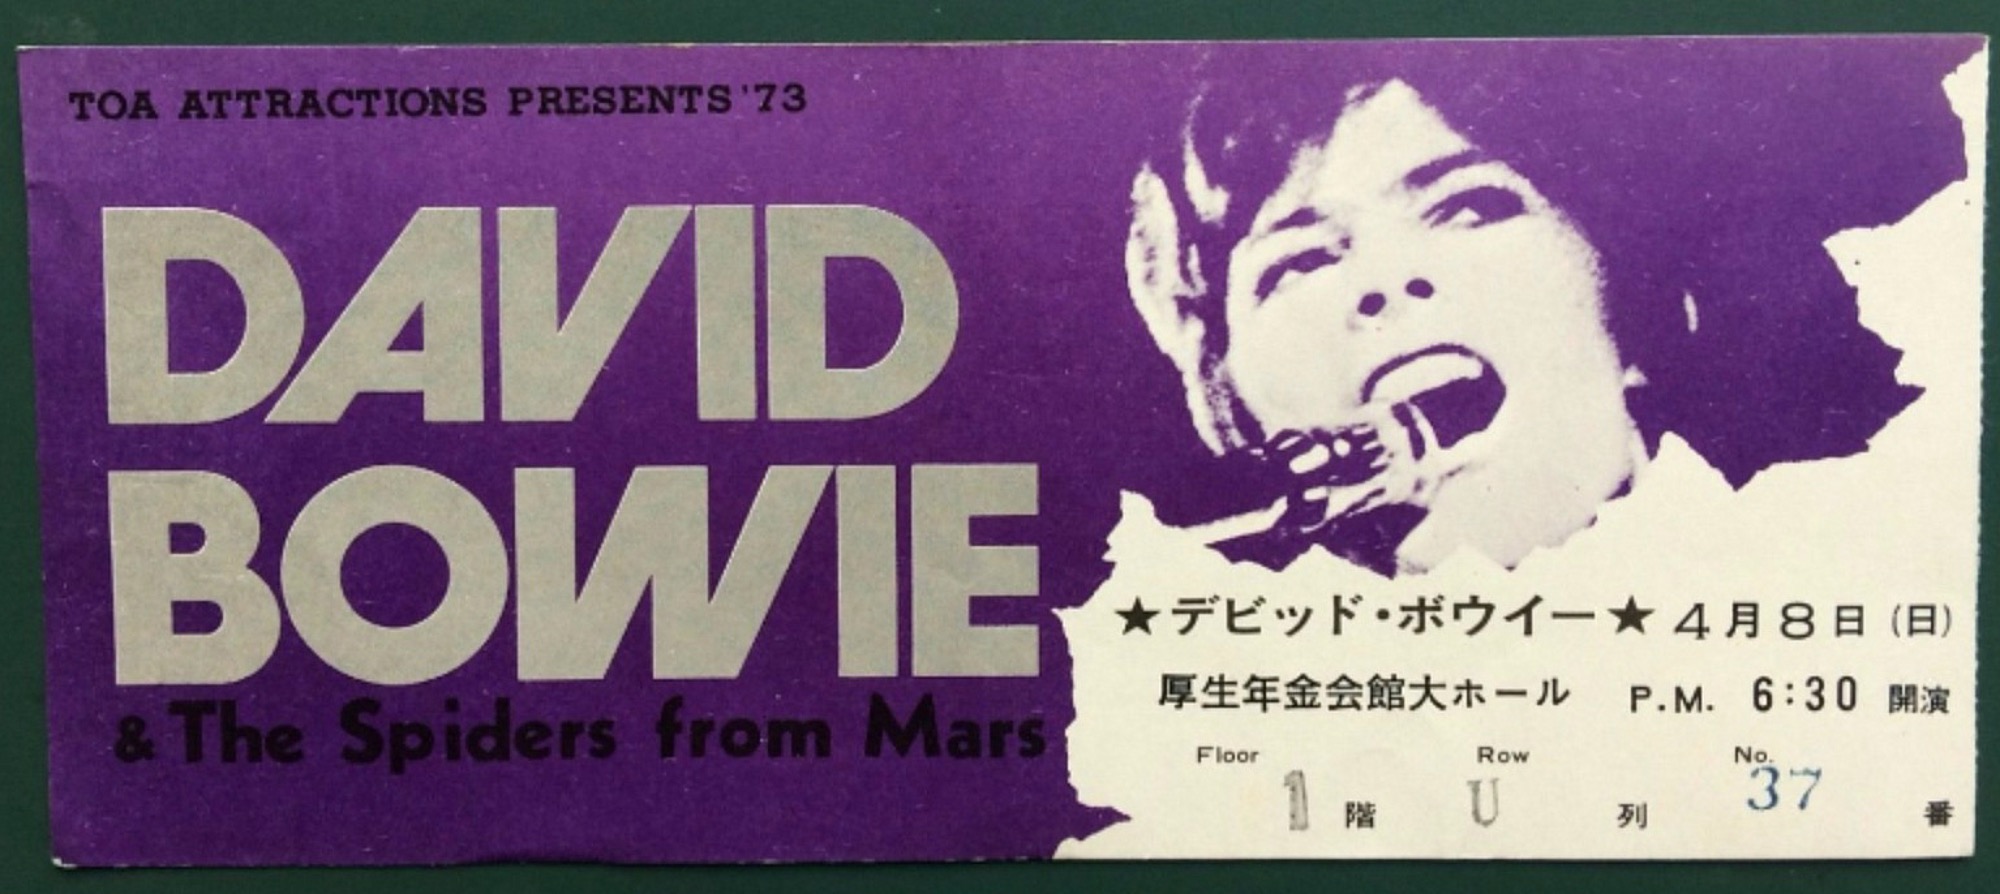 TOA ATTRACTIONS PRESENTS '73
DAVID
BOWIE
& The Spiders from Mars
★デビッド・ボウイー★ 4月8日(日)
厚生年金会館大ホール P.M. 6:30 開演
Floor Row No.
1 階 U 列 37 番